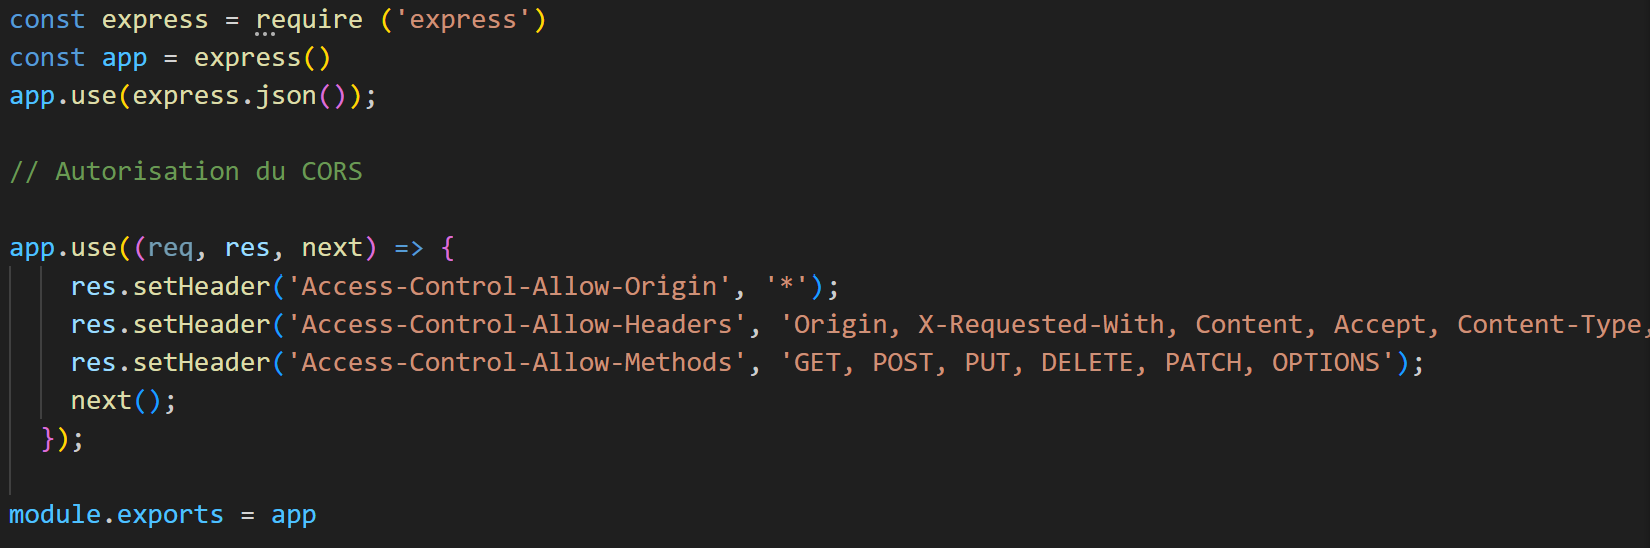 const express = require ('express')
const app = express()
app.use(express.json());
// Autorisation du CORS
app.use((req, res, next) => {
res.setHeader('Access-Control-Allow-Origin', '*');
res.setHeader('Access-Control-Allow-Headers', 'Origin, X-Requested-With, Content, Accept, Content-Type,
res.setHeader('Access-Control-Allow-Methods', 'GET, POST, PUT, DELETE, PATCH, OPTIONS');
next();
});
module.exports = app